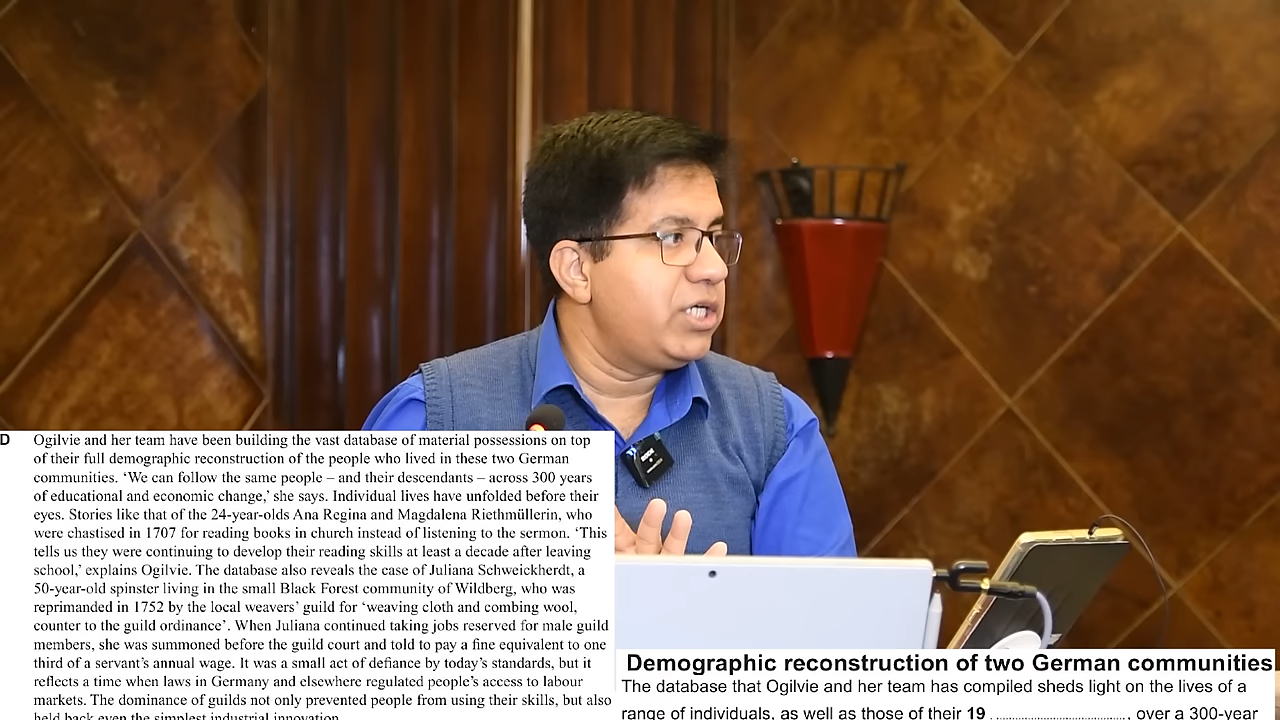 D Ogilvie and her team have been building the vast database of material possessions on top
of their full demographic reconstruction of the people who lived in these two German
communities. ‘We can follow the same people – and their descendants – across 300 years
of educational and economic change,’ she says. Individual lives have unfolded before their
eyes. Stories like that of the 24-year-olds Ana Regina and Magdalena Riethmüllerin, who
were chastised in 1707 for reading books in church instead of listening to the sermon. ‘This
tells us they were continuing to develop their reading skills at least a decade after leaving
school,’ explains Ogilvie. The database also reveals the case of Juliana Schweickherdt, a
50-year-old spinster living in the small Black Forest community of Wildberg, who was
reprimanded in 1752 by the local weavers’ guild for ‘weaving cloth and combing wool,
counter to the guild ordinance’. When Juliana continued taking jobs reserved for male guild
members, she was summoned before the guild court and told to pay a fine equivalent to one
third of a servant’s annual wage. It was a small act of defiance by today’s standards, but it
reflects a time when laws in Germany and elsewhere regulated people’s access to labour
markets. The dominance of guilds not only prevented people from using their skills, but also
held back even the simplest industrial innovation.
Demographic reconstruction of two German communities
The database that Ogilvie and her team has compiled sheds light on the lives of a
range of individuals, as well as those of their 19 .................................., over a 300-year